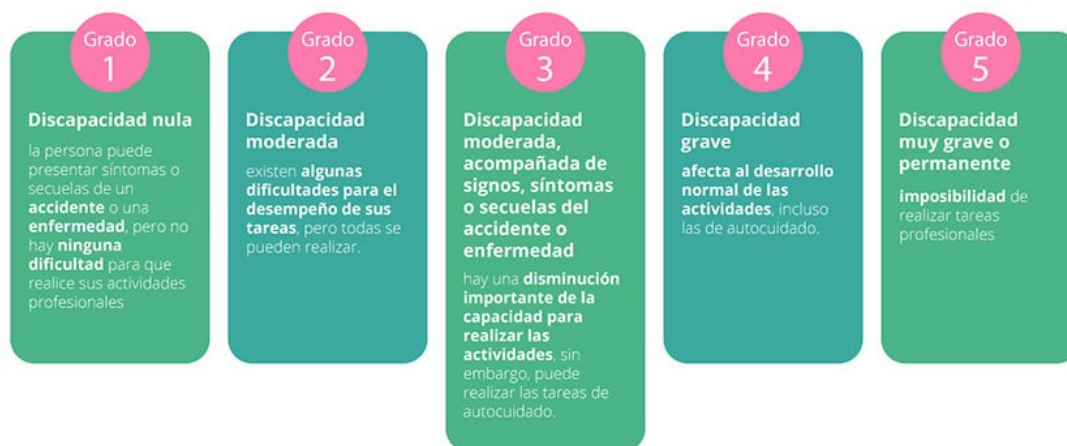 Grado
1
Discapacidad nula
la persona puede
presentar síntomas o
secuelas de un
accidente o una
enfermedad, pero no
hay ninguna
dificultad para que
realice sus actividades
profesionales
Grado
2
Discapacidad
moderada
existen algunas
dificultades para el
desempeño de sus
tareas, pero todas se
pueden realizar.
Grado
3
Discapacidad
moderada,
acompañada de
signos, síntomas
o secuelas del
accidente o
enfermedad
hay una disminución
importante de la
capacidad para
realizar las
actividades, sin
embargo, puede
realizar las tareas de
autocuidado.
Grado
4
Discapacidad
grave
afecta al desarrollo
normal de las
actividades, incluso
las de autocuidado.
Grado
5
Discapacidad
muy grave o
permanente
imposibilidad de
realizar tareas
profesionales